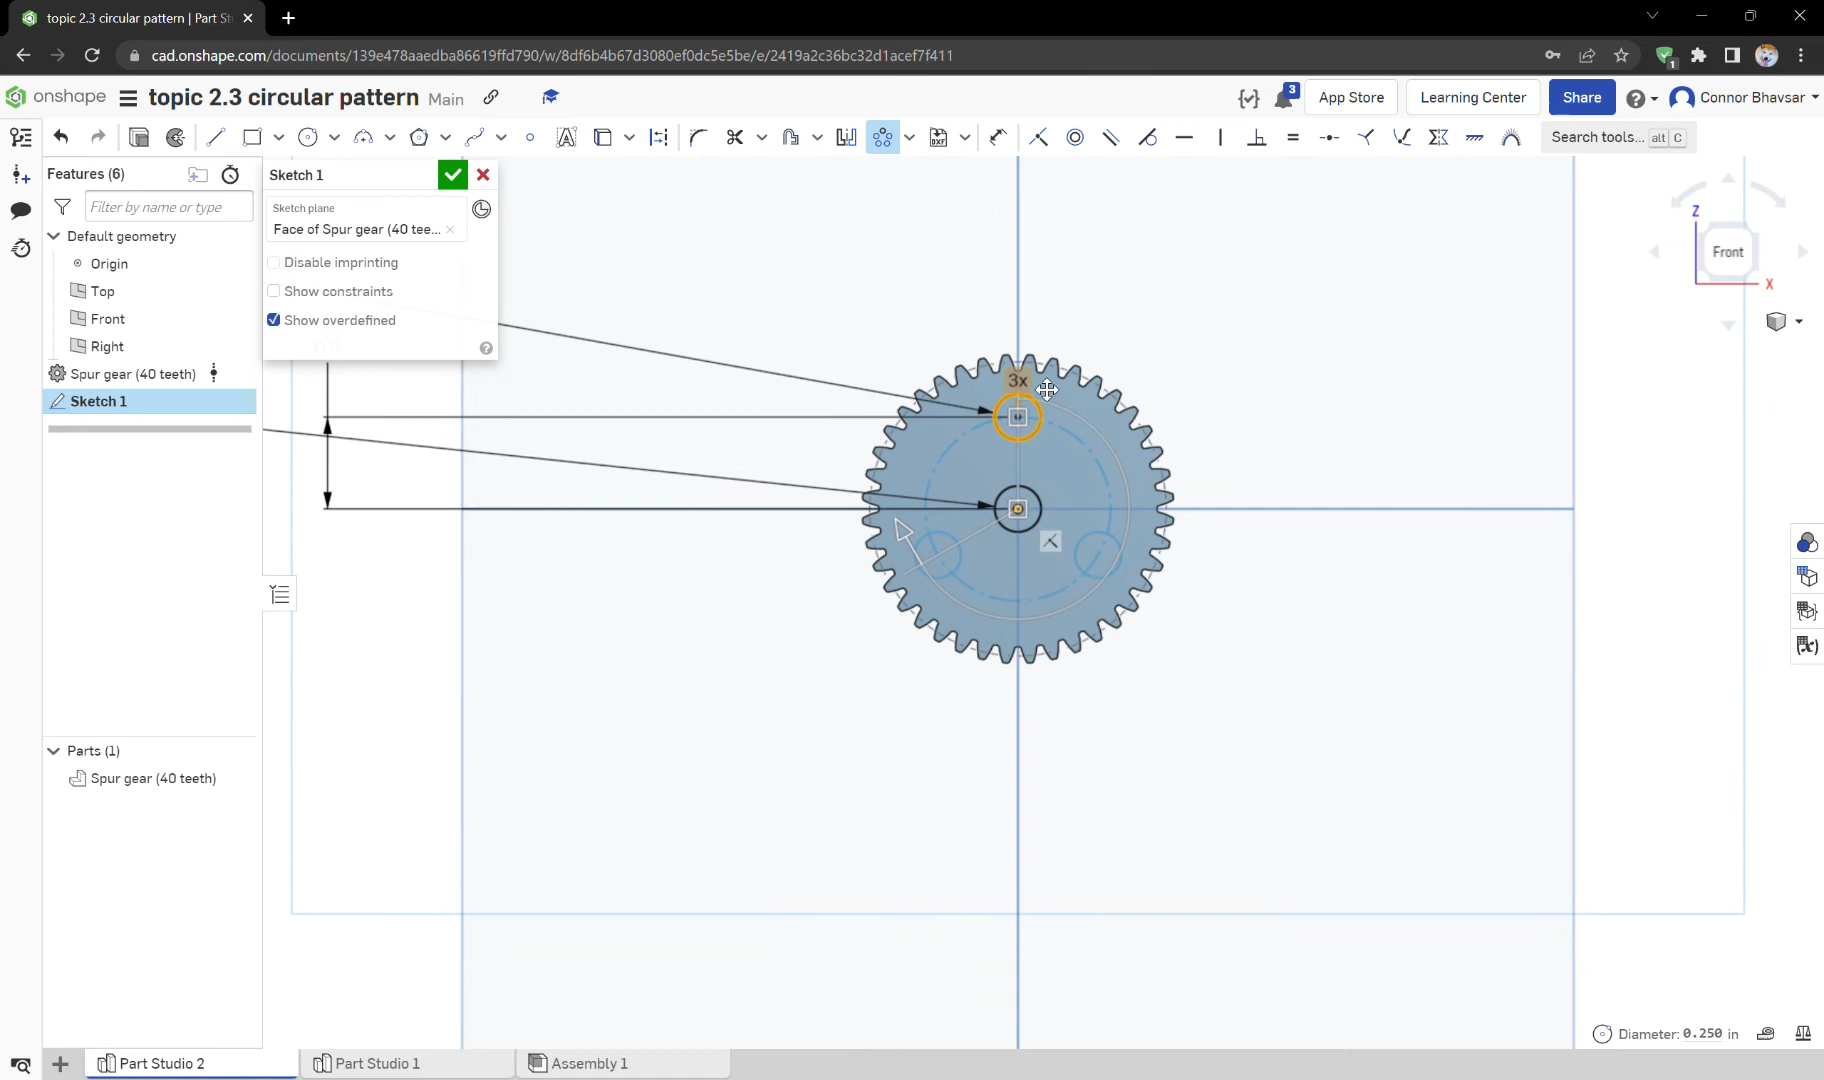 topic 2.3 circular pattern | Part St
cad.onshape.com/documents/139e478aaedba86619ffd790/w/8df6b4b67d3080ef0dc5e5be/e/2419a2c36bc32d1acef7f411
1
onshape
topic 2.3 circular pattern
Main
3
App Store
Learning Center
Share
Connor Bhavsar
Search tools... alt C
Features (6)
Filter by name or type
Default geometry
Origin
Top
Front
Right
Spur gear (40 teeth)
Sketch 1
Sketch 1
Sketch plane
Face of Spur gear (40 tee...
Disable imprinting
Show constraints
Show overdefined
3x
Z
Front
X
Parts (1)
Spur gear (40 teeth)
Diameter: 0.250 in
Part Studio 2
Part Studio 1
Assembly 1